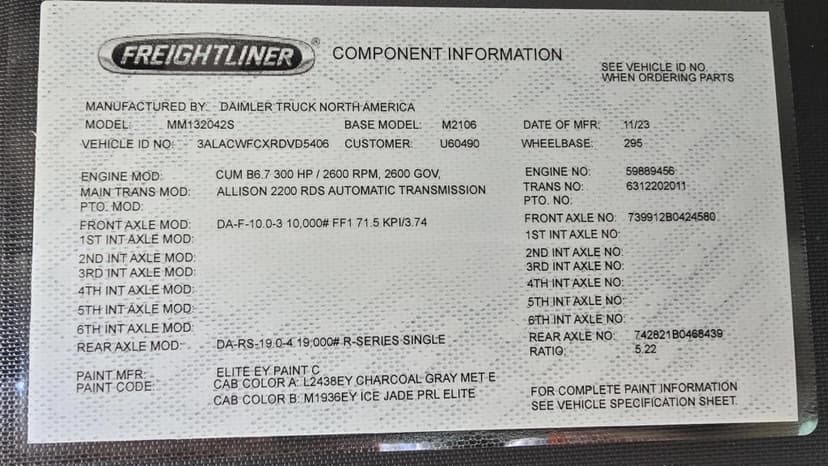 FREIGHTLINER® COMPONENT INFORMATION
SEE VEHICLE ID NO.
WHEN ORDERING PARTS
MANUFACTURED BY: DAIMLER TRUCK NORTH AMERICA
MODEL: MM132042S BASE MODEL: M2106 DATE OF MFR: 11/23
VEHICLE ID NO: 3ALACWFCXRDVD5406 CUSTOMER: U60490 WHEELBASE: 295
ENGINE MOD: CUM B6.7 300 HP / 2600 RPM, 2600 GOV, ENGINE NO: 59889456
MAIN TRANS MOD: ALLISON 2200 RDS AUTOMATIC TRANSMISSION TRANS NO: 6312202011
PTO. MOD: PTO. NO:
FRONT AXLE MOD: DA-F-10.0-3 10,000# FF1 71.5 KPI/3.74 FRONT AXLE NO: 739912B0424580
1ST INT AXLE MOD: 1ST INT AXLE NO:
2ND INT AXLE MOD: 2ND INT AXLE NO:
3RD INT AXLE MOD: 3RD INT AXLE NO:
4TH INT AXLE MOD: 4TH INT AXLE NO:
5TH INT AXLE MOD: 5TH INT AXLE NO:
6TH INT AXLE MOD: 6TH INT AXLE NO:
REAR AXLE MOD: DA-RS-19.0-4 19,000# R-SERIES SINGLE REAR AXLE NO: 742821B0468439
RATIO: 5.22
PAINT MFR: ELITE EY PAINT C
PAINT CODE: CAB COLOR A: L2438EY CHARCOAL GRAY MET E FOR COMPLETE PAINT INFORMATION
CAB COLOR B: M1936EY ICE JADE PRL ELITE SEE VEHICLE SPECIFICATION SHEET.